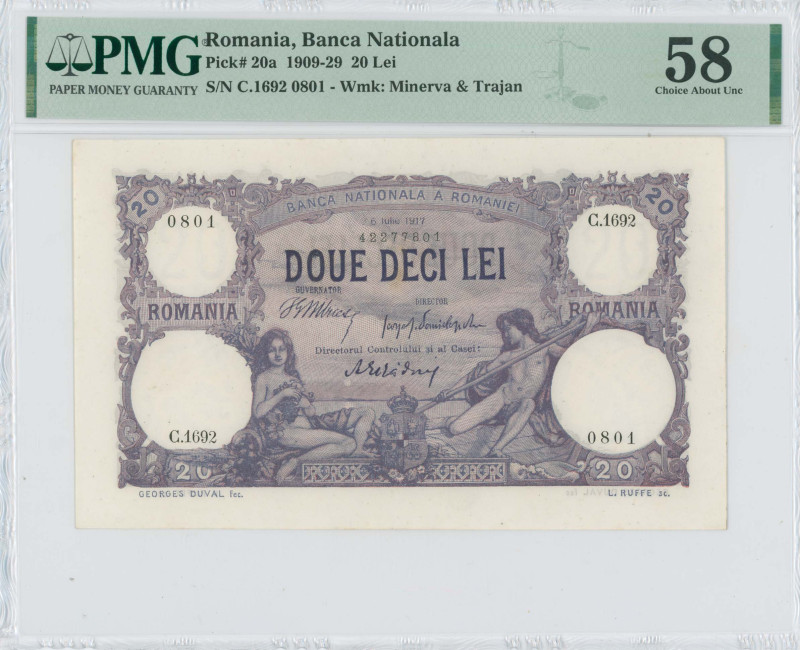 PMG®
PAPER MONEY GUARANTY
Romania, Banca Nationala
Pick# 20a 1909-29 20 Lei
S/N C.1692 0801 - Wmk: Minerva & Trajan
58
Choice About Unc
20
20
BANCA NATIONALA A ROMANIEI
0801
C.1692
6 Iulie 1917
42277801
DOUE DECI LEI
GUVERNATOR
DIRECTOR
ROMANIA
ROMANIA
Directorul Controlului și al Casei:
C.1692
0801
20
20
GEORGES DUVAL fec.
L. RUFFE sc.